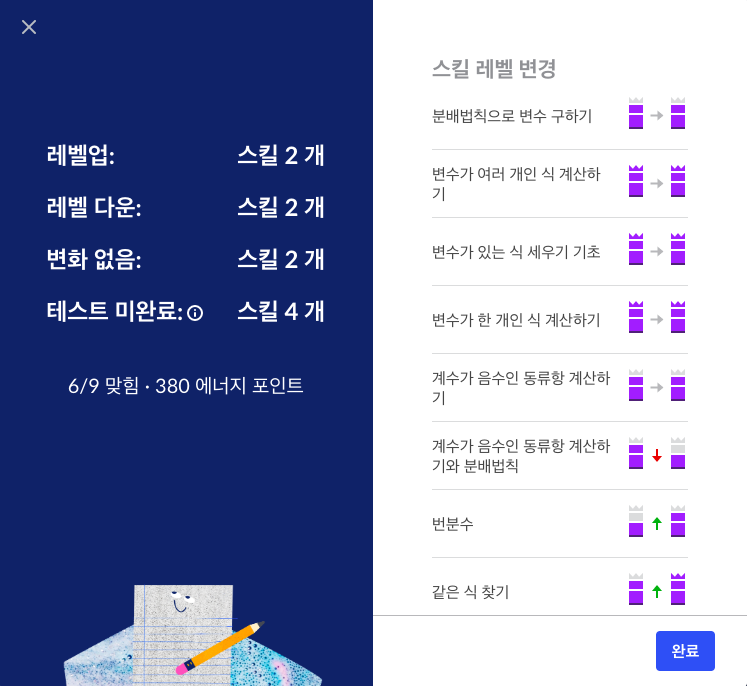 레벨업: 스킬 2 개
레벨 다운: 스킬 2 개
변화 없음: 스킬 2 개
테스트 미완료: 스킬 4 개
6/9 맞힘 · 380 에너지 포인트
스킬 레벨 변경
분배법칙으로 변수 구하기
변수가 여러 개인 식 계산하
기
변수가 있는 식 세우기 기초
변수가 한 개인 식 계산하기
계수가 음수인 동류항 계산하
기
계수가 음수인 동류항 계산하
기와 분배법칙
번분수
같은 식 찾기
완료